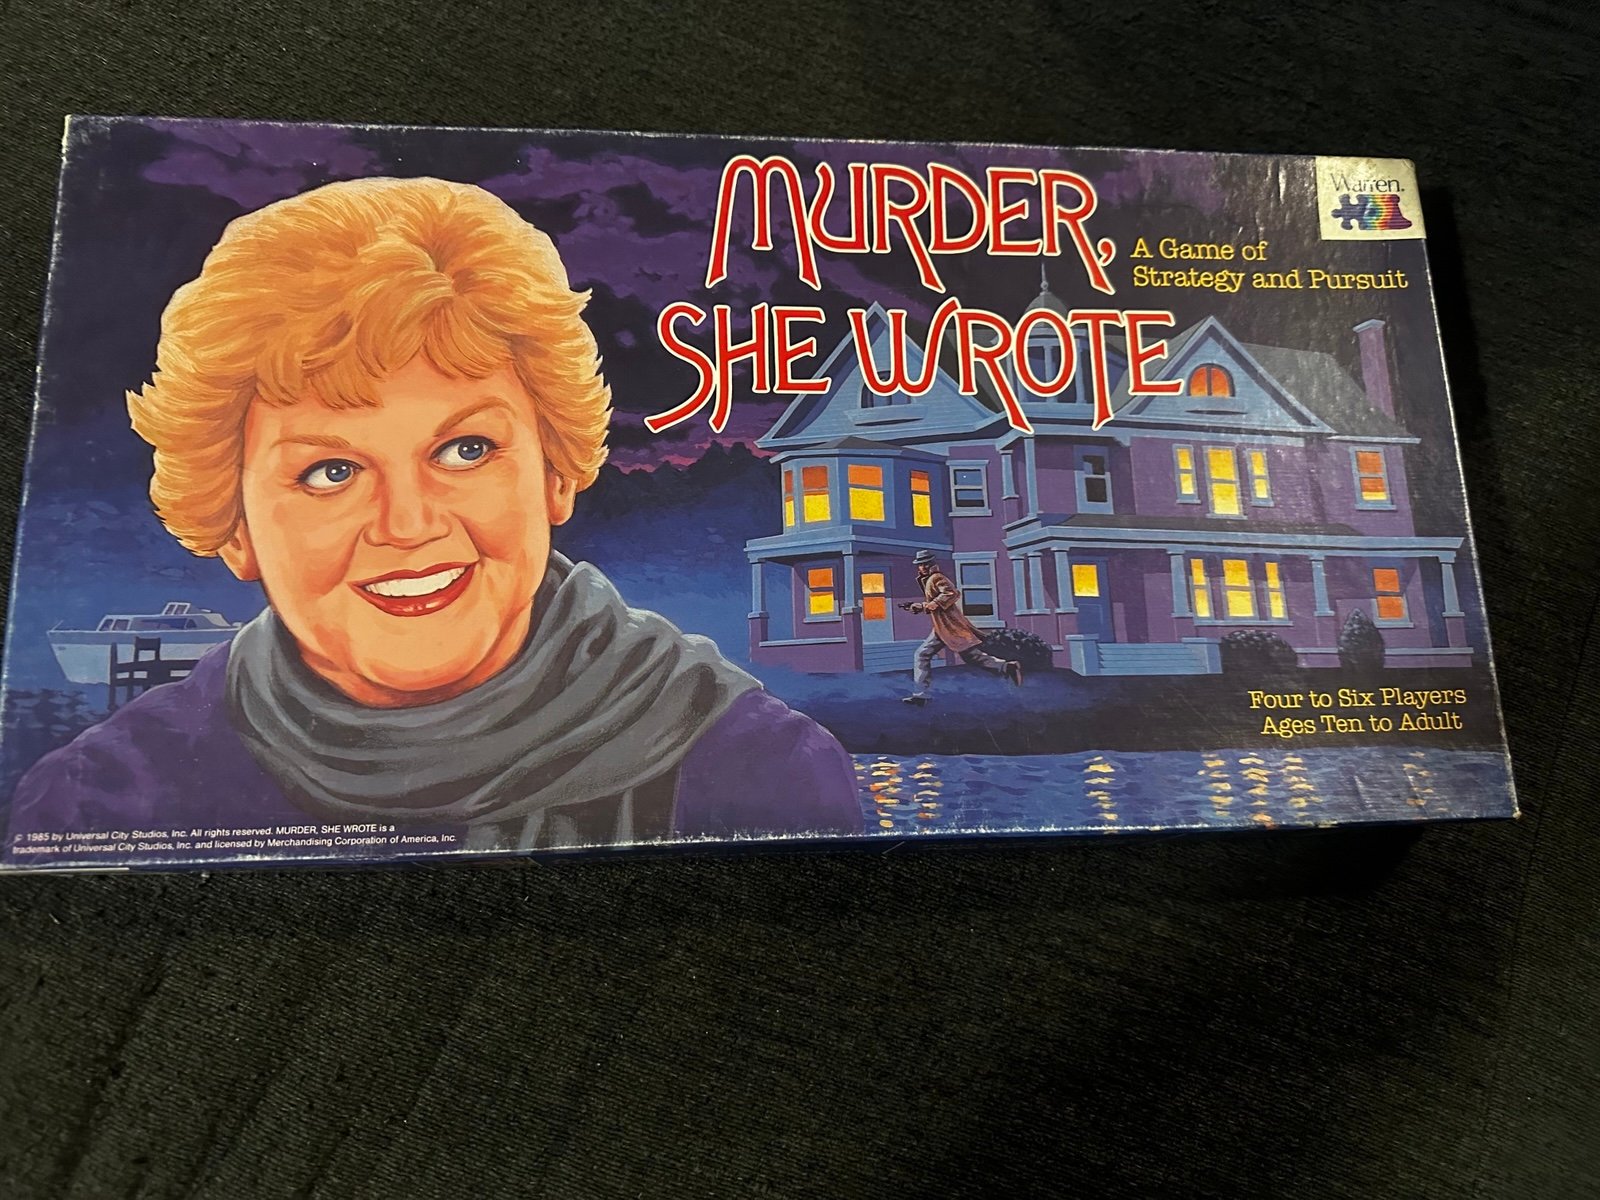 MURDER,
SHE WROTE
A Game of
Strategy and Pursuit
Warren.
Four to Six Players
Ages Ten to Adult
© 1985 by Universal City Studios, Inc. All rights reserved. MURDER, SHE WROTE is a
trademark of Universal City Studios, Inc. and licensed by Merchandising Corporation of America, Inc.